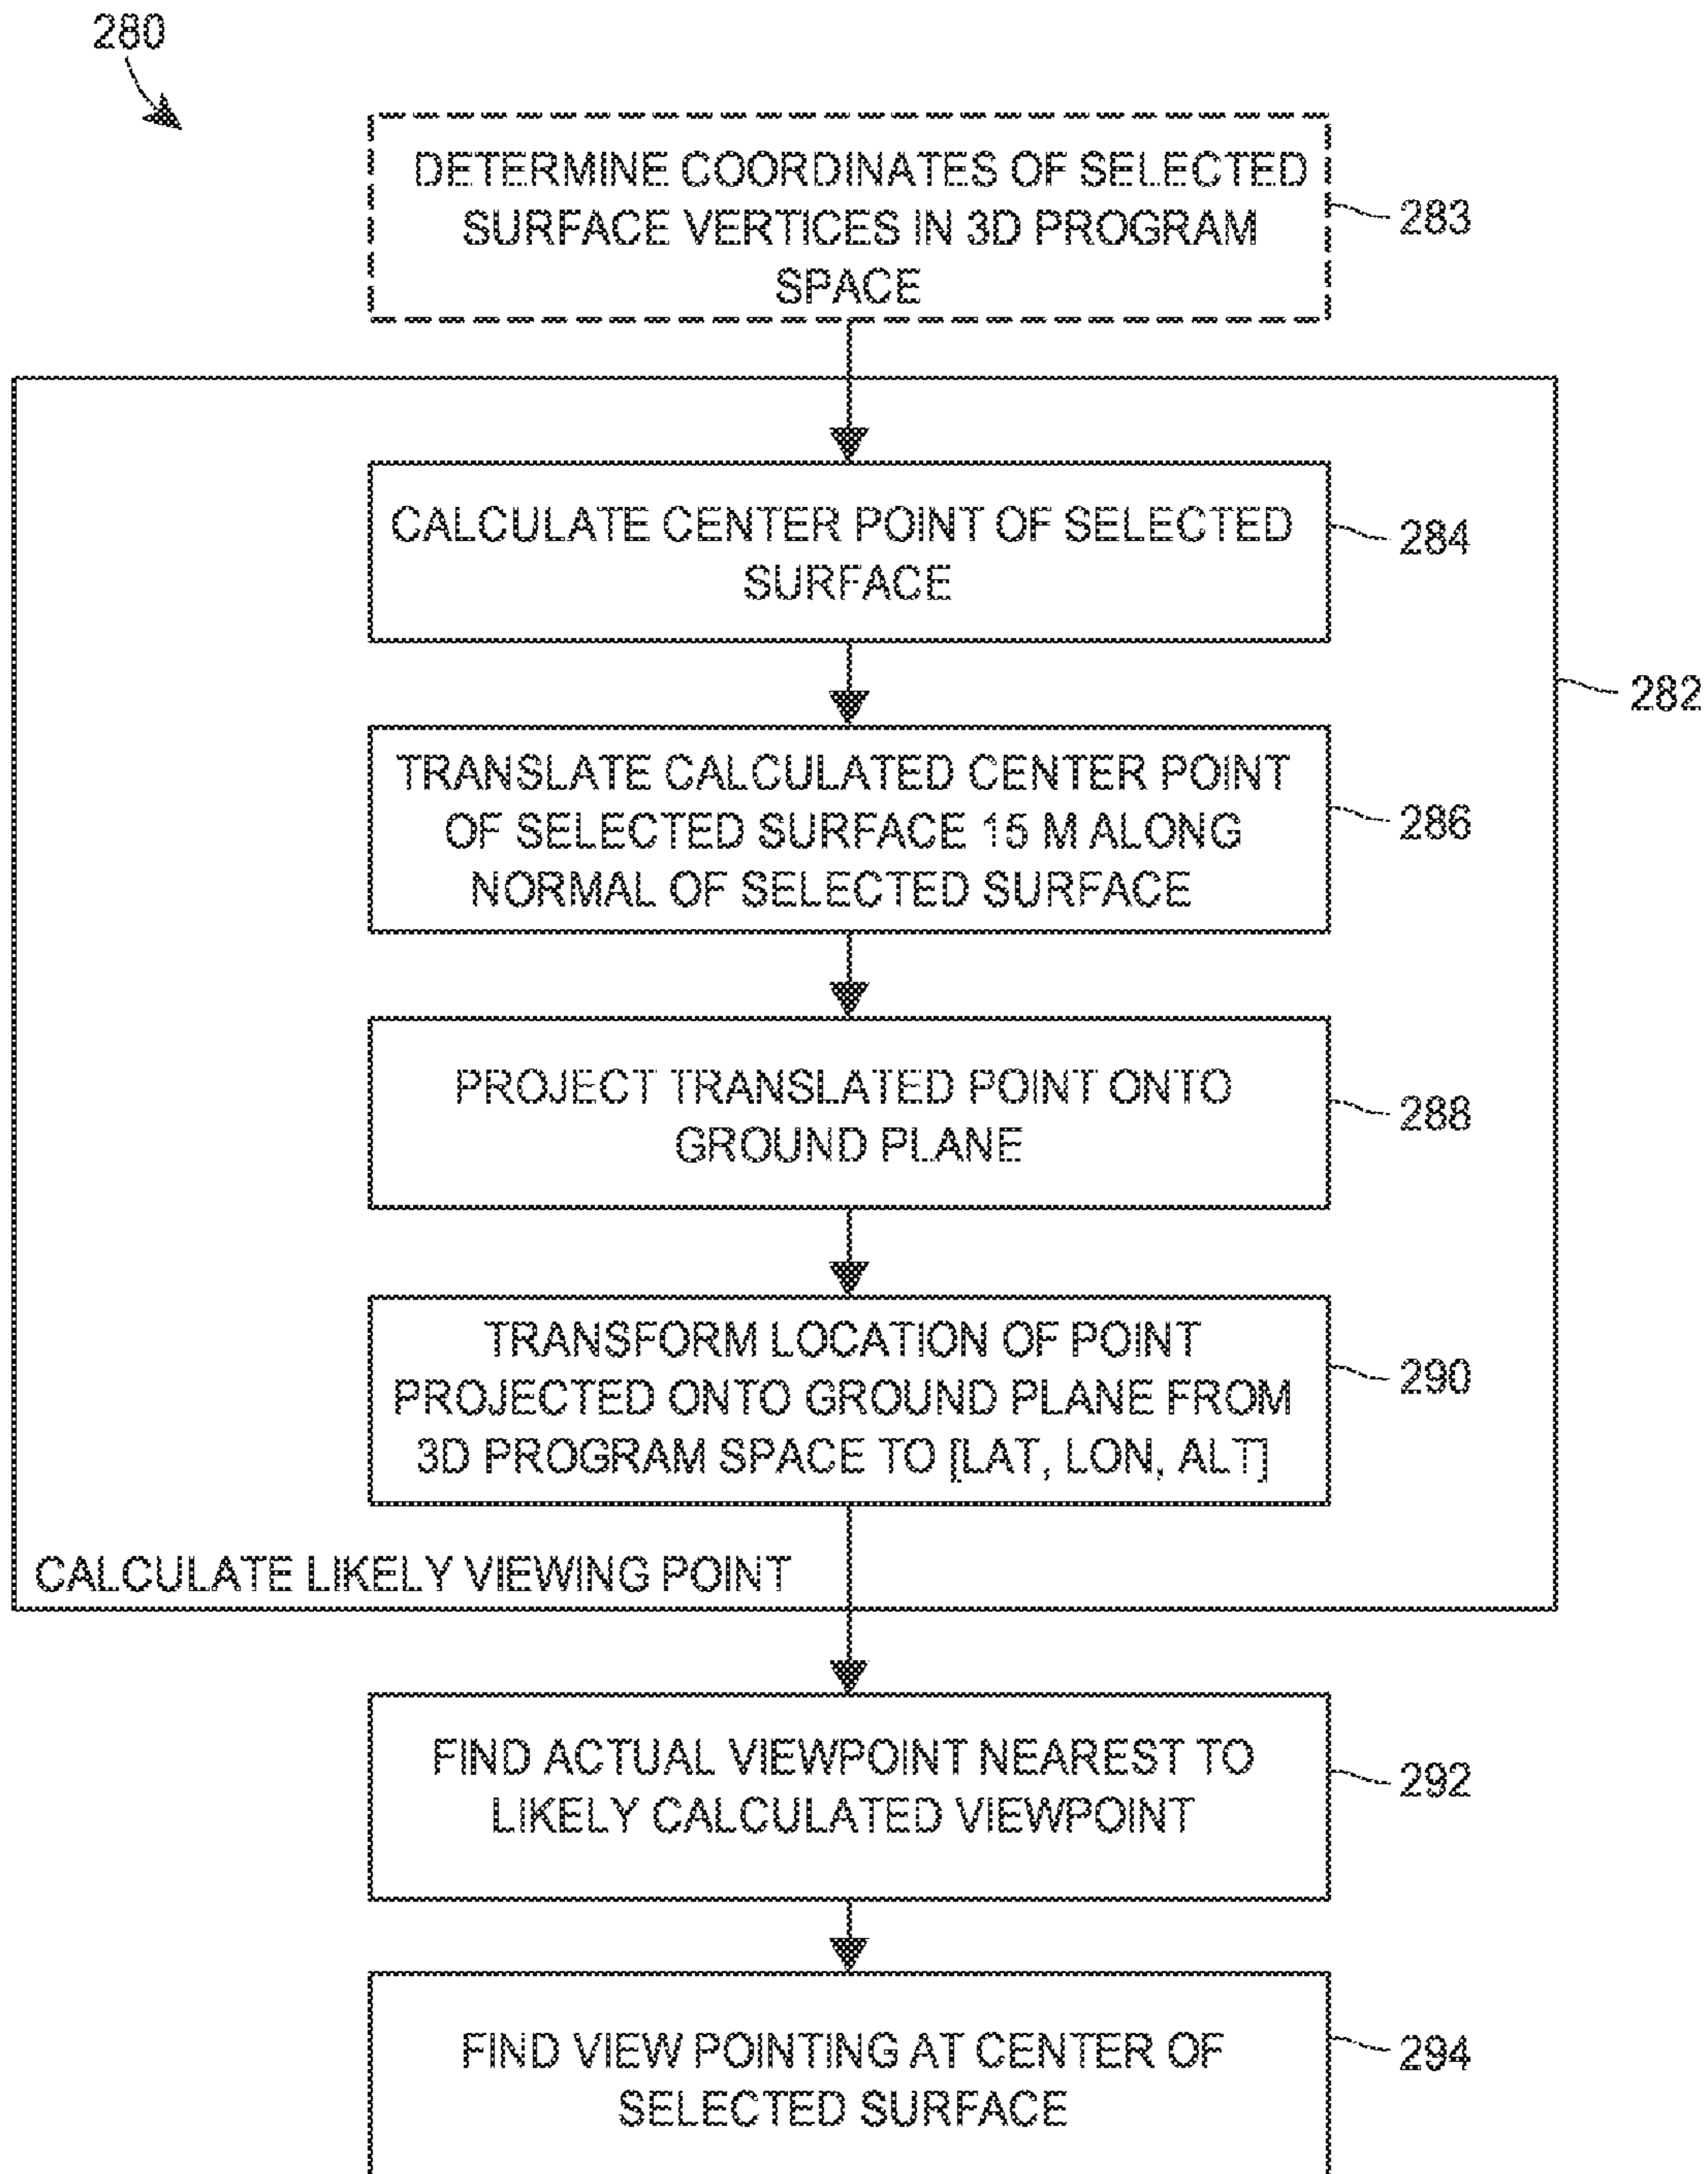 280
DETERMINE COORDINATES OF SELECTED
SURFACE VERTICES IN 3D PROGRAM
SPACE
283
CALCULATE CENTER POINT OF SELECTED
SURFACE
284
282
TRANSLATE CALCULATED CENTER POINT
OF SELECTED SURFACE 15 M ALONG
NORMAL OF SELECTED SURFACE
286
PROJECT TRANSLATED POINT ONTO
GROUND PLANE
288
TRANSFORM LOCATION OF POINT
PROJECTED ONTO GROUND PLANE FROM
3D PROGRAM SPACE TO [LAT, LON, ALT]
290
CALCULATE LIKELY VIEWING POINT
FIND ACTUAL VIEWPOINT NEAREST TO
LIKELY CALCULATED VIEWPOINT
292
FIND VIEW POINTING AT CENTER OF
SELECTED SURFACE
294